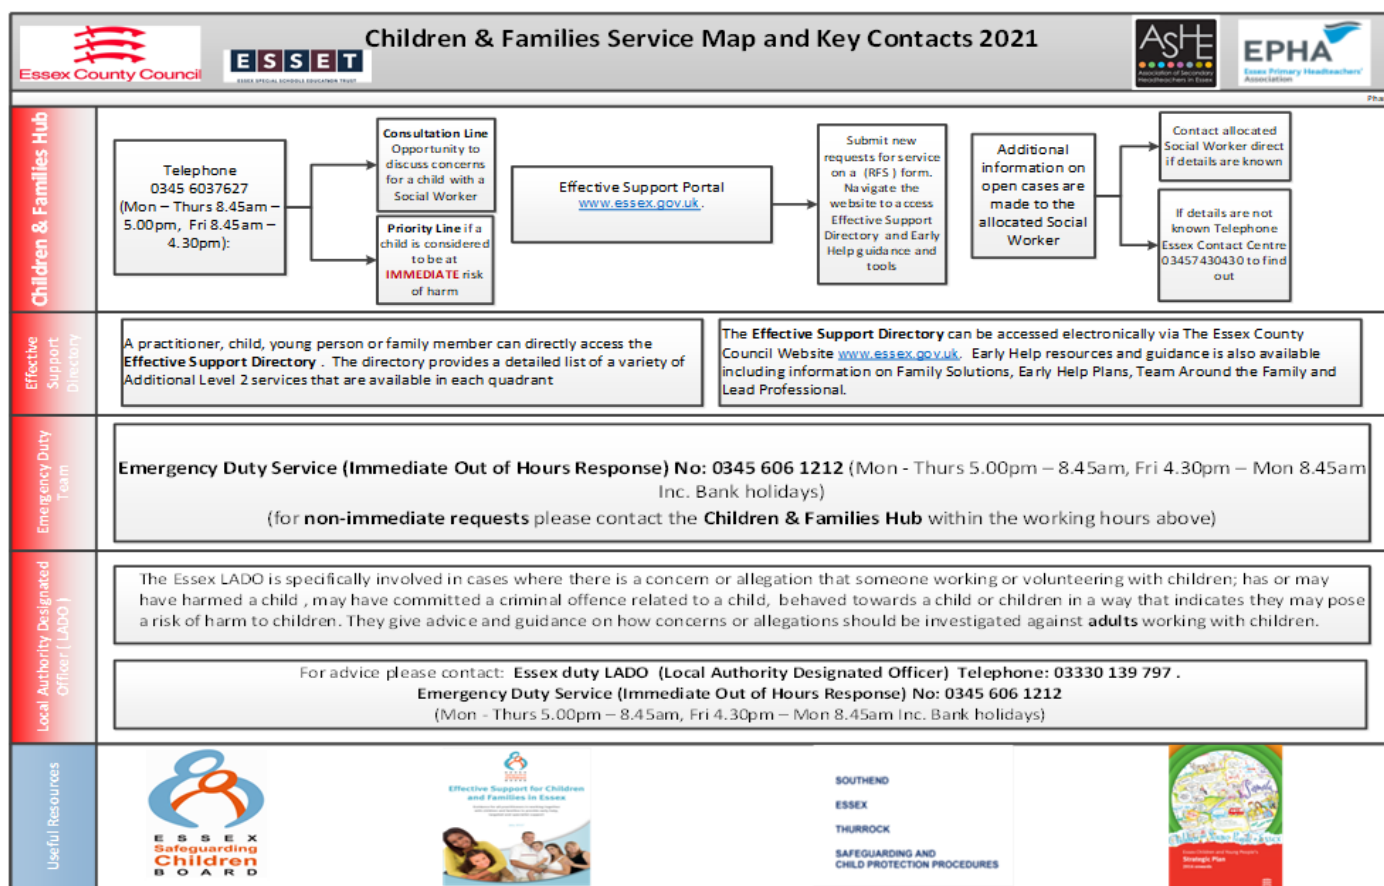 Children & Families Service Map and Key Contacts 2021
Essex County Council
ESSET
ESSEX SPECIAL SCHOOLS EDUCATION TRUST
ASHE
Association of Secondary
Headteachers in Essex
EPHA
Essex Primary Headteachers'
Association
Pha
Children & Families Hub
Telephone
0345 6037627
(Mon – Thurs 8.45am –
5.00pm, Fri 8.45am –
4.30pm):
Consultation Line
Opportunity to
discuss concerns
for a child with a
Social Worker
Priority Line if a
child is considered
to be at
IMMEDIATE risk
of harm
Effective Support Portal
www.essex.gov.uk .
Submit new
requests for service
on a (RFS ) form.
Navigate the
website to access
Effective Support
Directory and Early
Help guidance and
tools
Additional
information on
open cases are
made to the
allocated Social
Worker
Contact allocated
Social Worker direct
if details are known
If details are not
known Telephone
Essex Contact Centre
03457430430 to find
out
Effective
Support
Directory
A practitioner, child, young person or family member can directly access the
Effective Support Directory . The directory provides a detailed list of a variety of
Additional Level 2 services that are available in each quadrant
The Effective Support Directory can be accessed electronically via The Essex County
Council Website www.essex.gov.uk. Early Help resources and guidance is also available
including information on Family Solutions, Early Help Plans, Team Around the Family and
Lead Professional.
Emergency Duty
Team
Emergency Duty Service (Immediate Out of Hours Response) No: 0345 606 1212 (Mon - Thurs 5.00pm – 8.45am, Fri 4.30pm – Mon 8.45am
Inc. Bank holidays)
(for non-immediate requests please contact the Children & Families Hub within the working hours above)
Local Authority Designated
Officer ( LADO )
The Essex LADO is specifically involved in cases where there is a concern or allegation that someone working or volunteering with children; has or may
have harmed a child , may have committed a criminal offence related to a child, behaved towards a child or children in a way that indicates they may pose
a risk of harm to children. They give advice and guidance on how concerns or allegations should be investigated against adults working with children.
For advice please contact: Essex duty LADO (Local Authority Designated Officer) Telephone: 03330 139 797 .
Emergency Duty Service (Immediate Out of Hours Response) No: 0345 606 1212
(Mon - Thurs 5.00pm – 8.45am, Fri 4.30pm – Mon 8.45am Inc. Bank holidays)
Useful Resources
ESSEX
Safeguarding
Children
BOARD
Effective Support for Children
and Families in Essex
SOUTHEND
ESSEX
THURROCK
SAFEGUARDING AND
CHILD PROTECTION PROCEDURES
Essex Children and Young People's
Strategic Plan